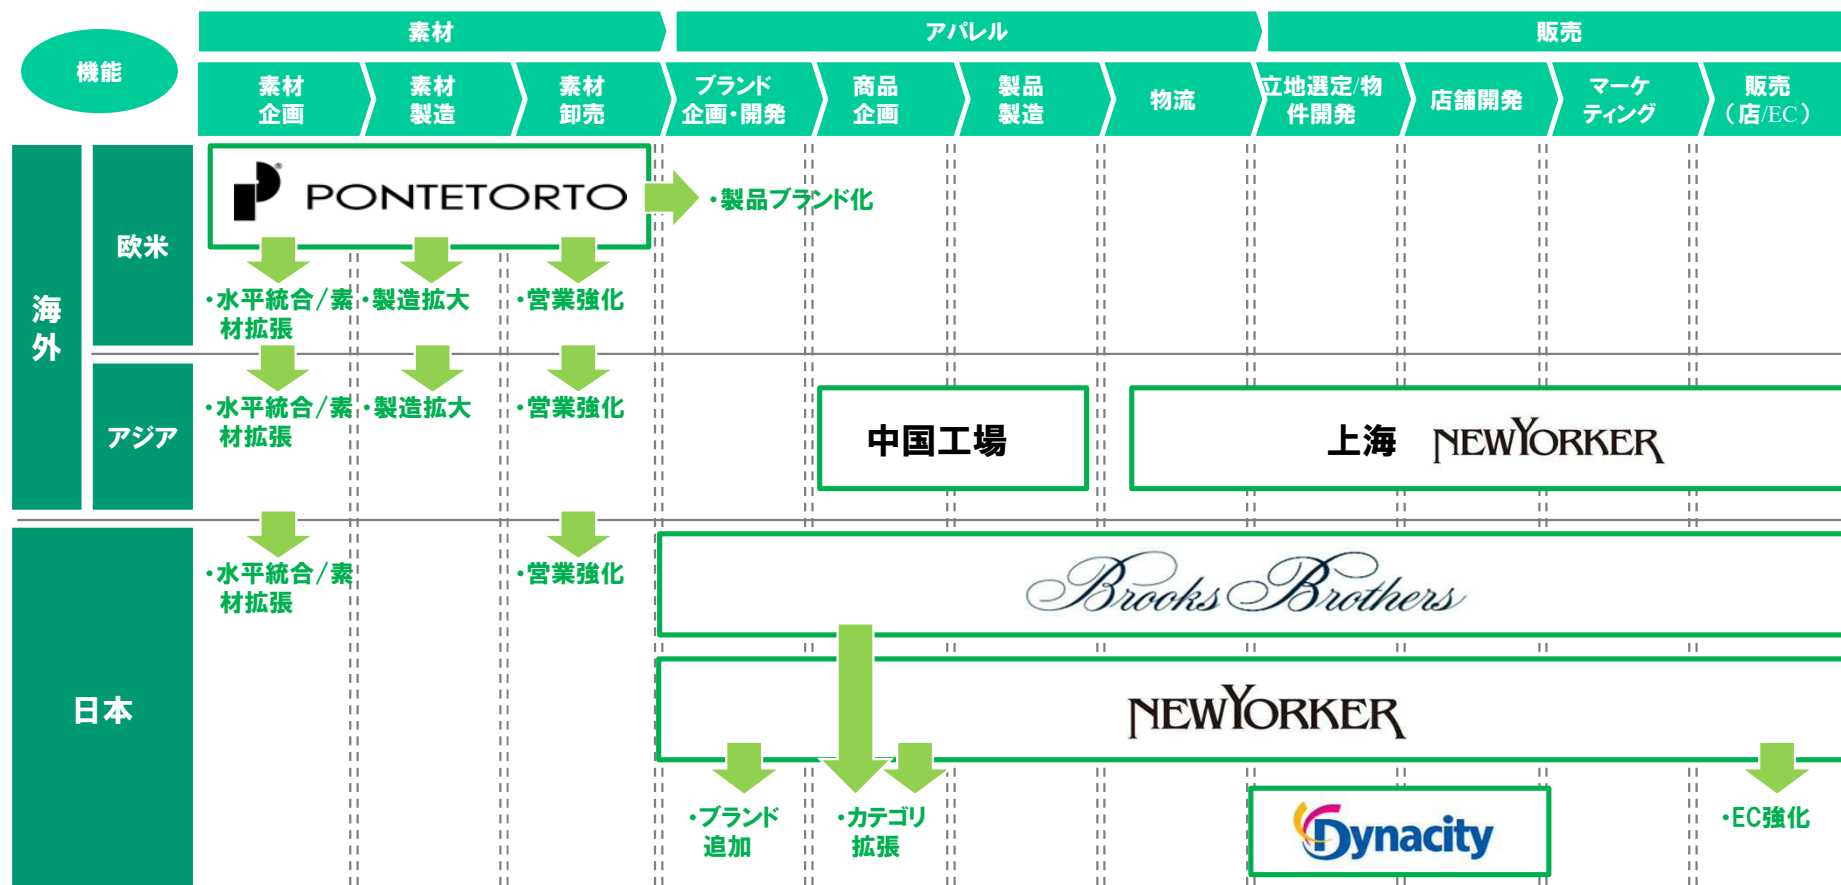 機能
素材
アパレル
販売
素材
企画
素材
製造
素材
卸売
ブランド
企画・開発
商品
企画
製品
製造
物流
立地選定/物
件開発
店舗開発
マーケ
ティング
販売
（店/EC）
海
外
欧米
PONTETORTO
・製品ブランド化
・水平統合/素
材拡張
・製造拡大
・営業強化
アジア
・水平統合/素
材拡張
・製造拡大
・営業強化
中国工場
上海 NEWYORKER
日本
・水平統合/素
材拡張
・営業強化
Brooks Brothers
NEWYORKER
・ブランド
追加
・カテゴリ
拡張
Dynacity
・EC強化